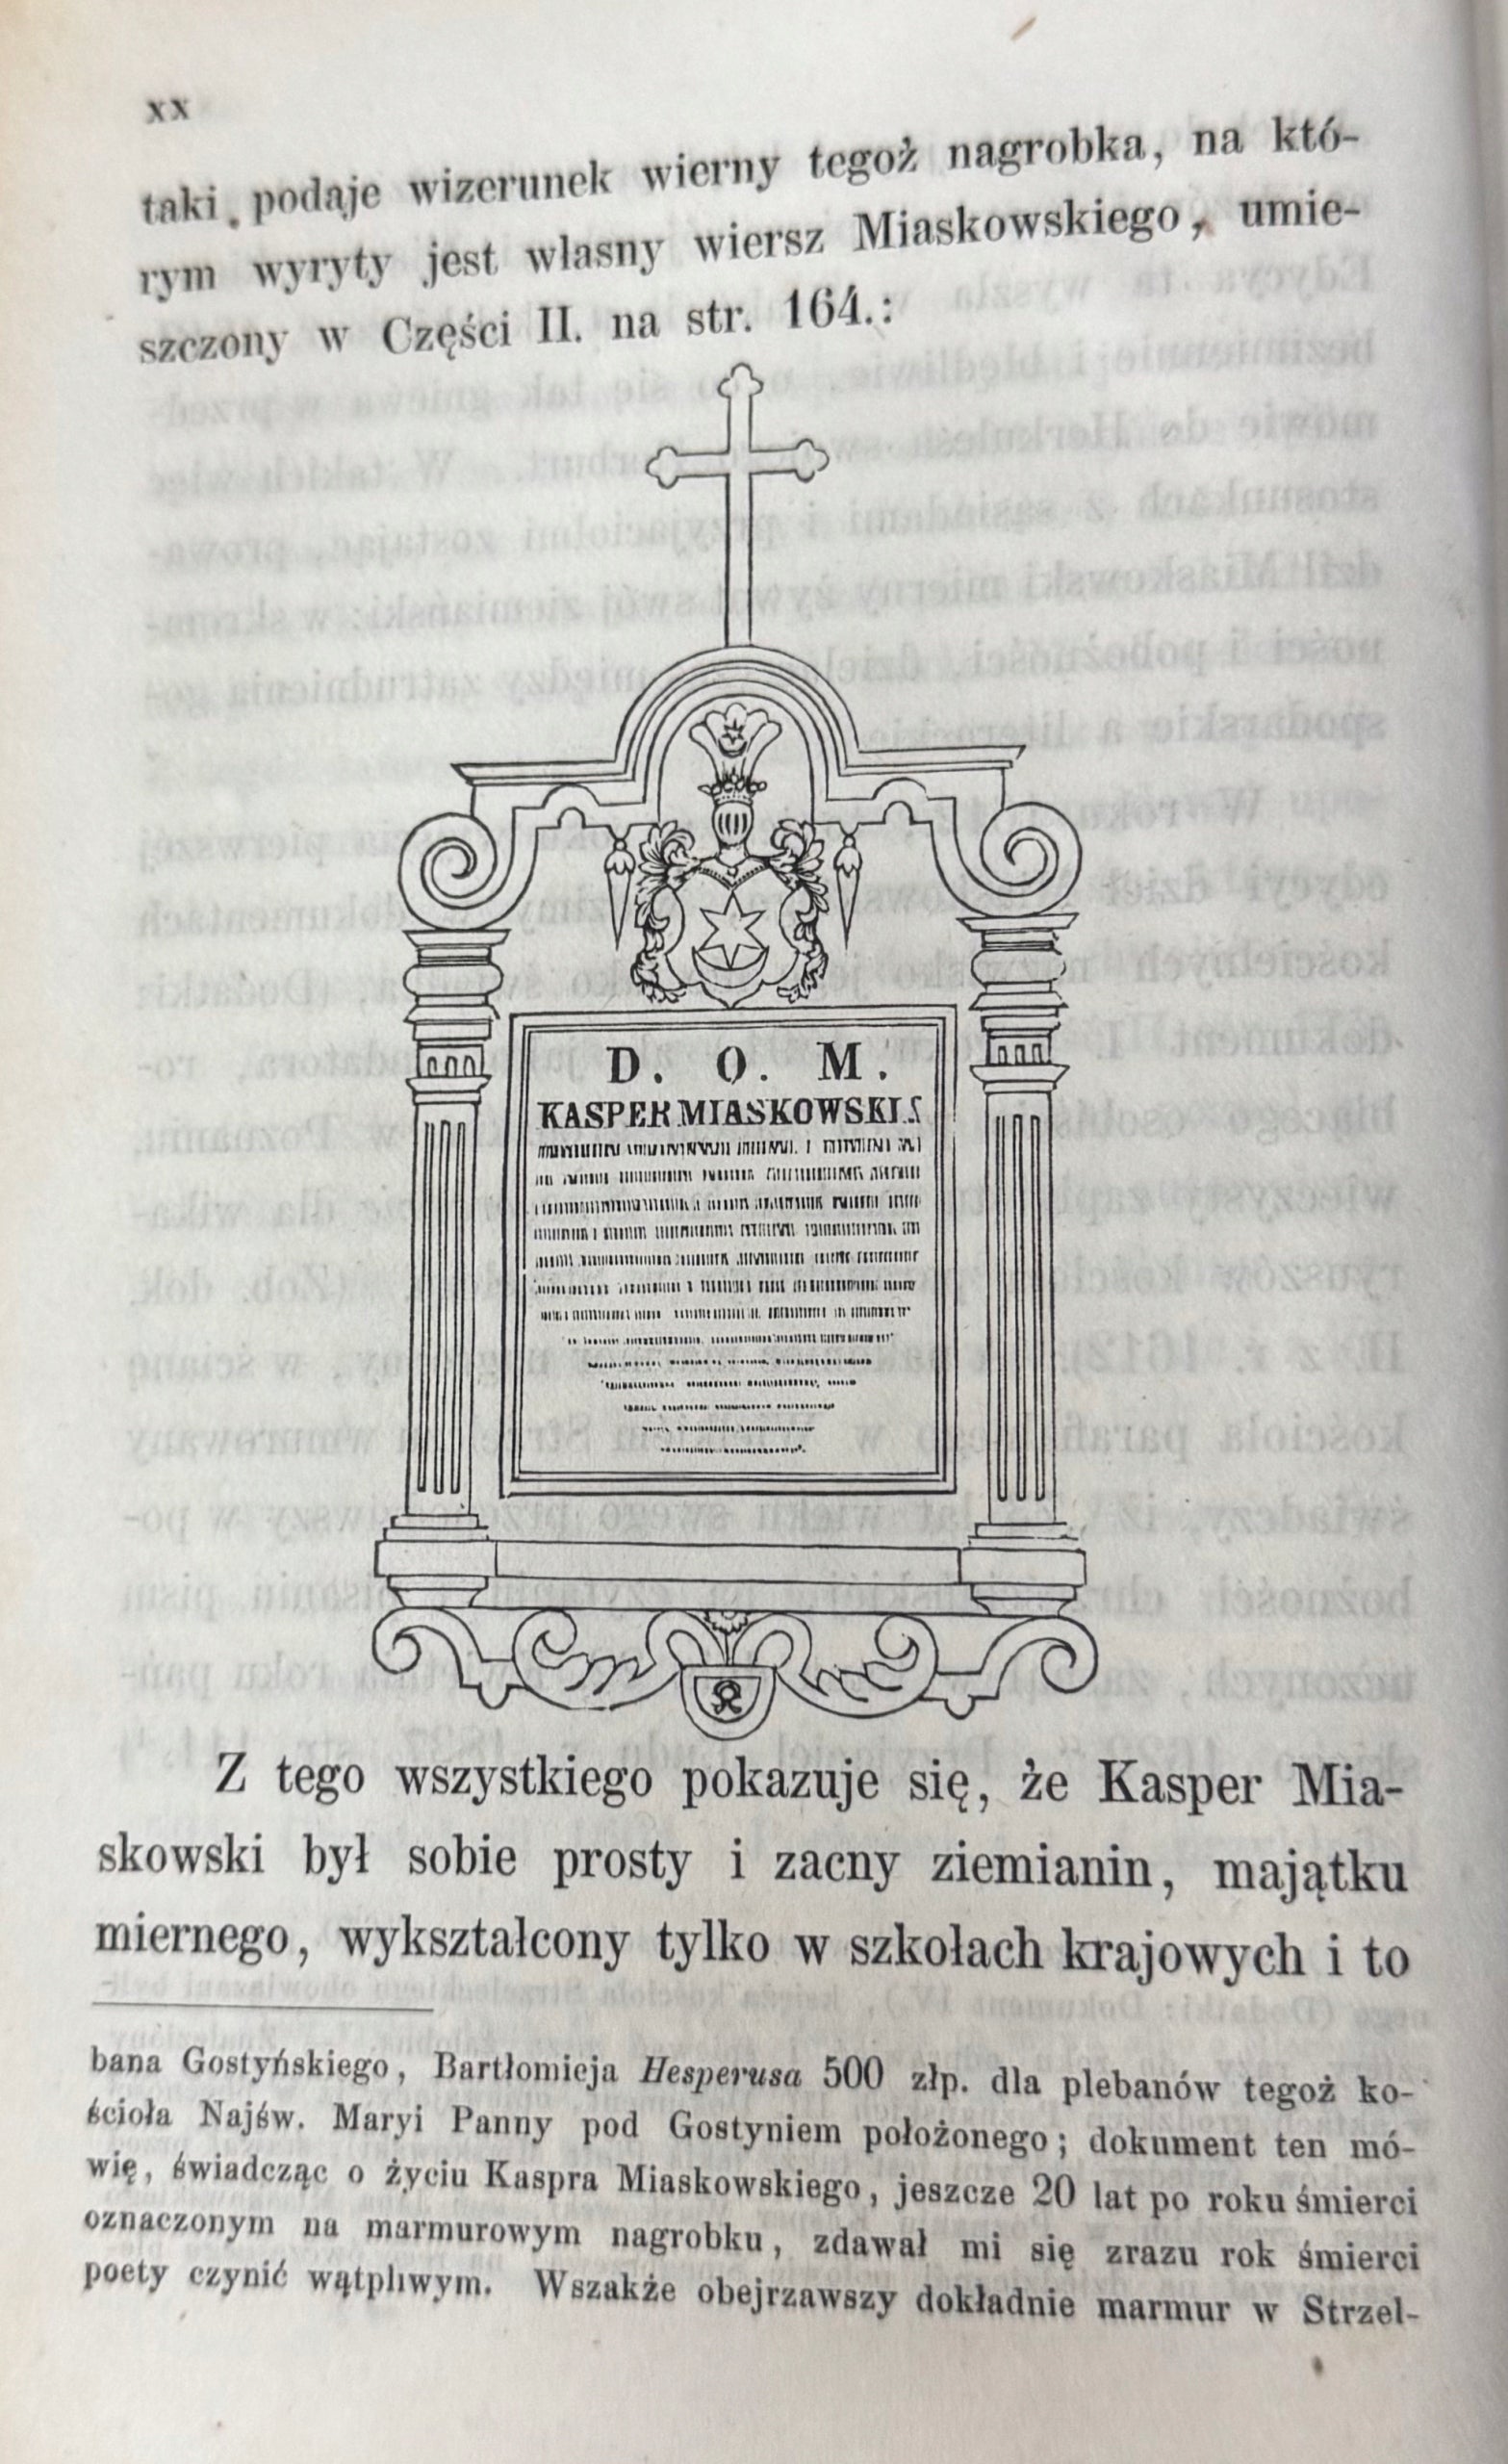 xx
taki podaje wizerunek wierny tegoż nagrobka, na któ-
rym wyryty jest własny wiersz Miaskowskiego, umie-
szczony w Części II. na str. 164.:
D. O. M.
KASPER MIASKOWSKI
Z tego wszystkiego pokazuje się, że Kasper Mia-
skowski był sobie prosty i zacny ziemianin, majątku
miernego, wykształcony tylko w szkołach krajowych i to
bana Gostyńskiego, Bartłomieja Hesperusa 500 złp. dla plebanów tegoż ko-
ścioła Najśw. Maryi Panny pod Gostyniem położonego; dokument ten mó-
wię, świadcząc o życiu Kaspra Miaskowskiego, jeszcze 20 lat po roku śmierci
oznaczonym na marmurowym nagrobku, zdawał mi się zrazu rok śmierci
poety czynić wątpliwym. Wszakże obejrzawszy dokładnie marmur w Strzel-